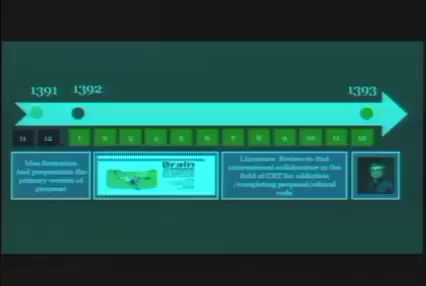 1391
1392
1393
11 12 1 2 3 4 5 6 7 8 9 10 11 12
Idea formation
And preparation the
primary version of
proposal
Brain
Literature Review to find
international collaborator in the
field of CRT for addiction
/completing proposal/ethical
code